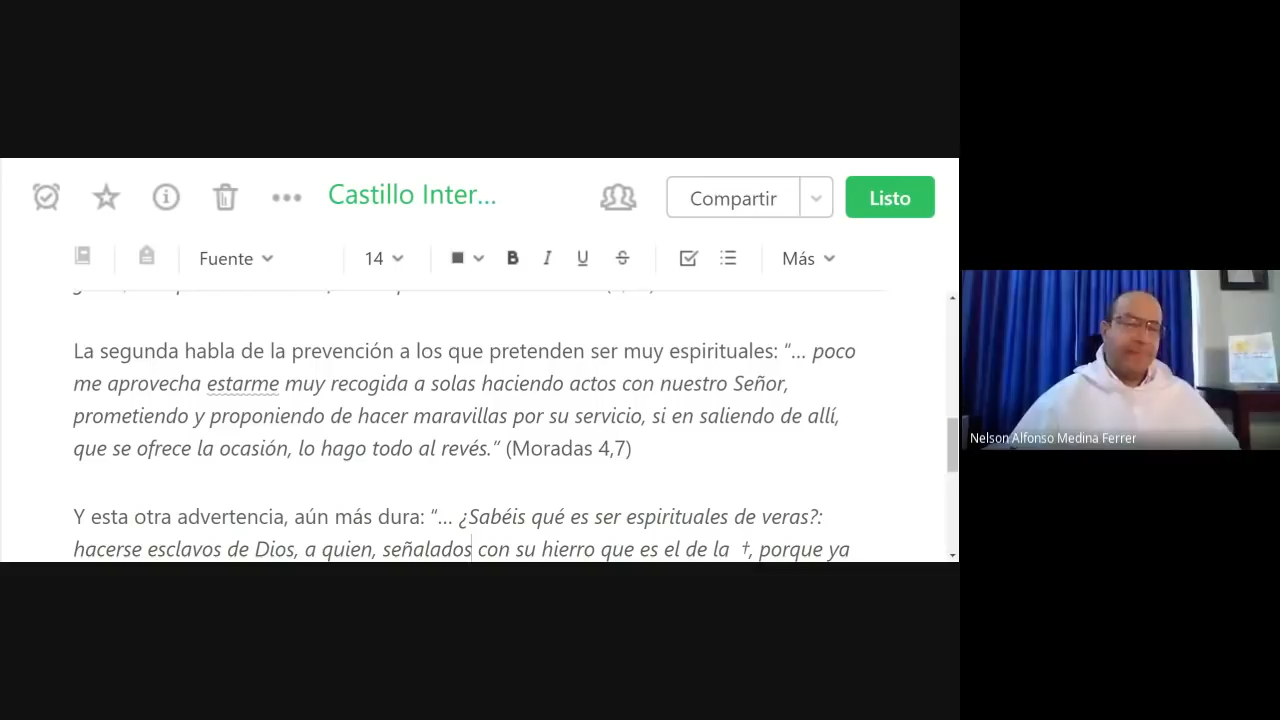 Castillo Inter...
Compartir
Listo
Fuente
14
B I U S
Más
La segunda habla de la prevención a los que pretenden ser muy espirituales: “... poco
me aprovecha estarme muy recogida a solas haciendo actos con nuestro Señor,
prometiendo y proponiendo de hacer maravillas por su servicio, si en saliendo de allí,
que se ofrece la ocasión, lo hago todo al revés.” (Moradas 4,7)
Y esta otra advertencia, aún más dura: “... ¿Sabéis qué es ser espirituales de veras?:
hacerse esclavos de Dios, a quien, señalados con su hierro que es el de la †, porque ya
Nelson Alfonso Medina Ferrer